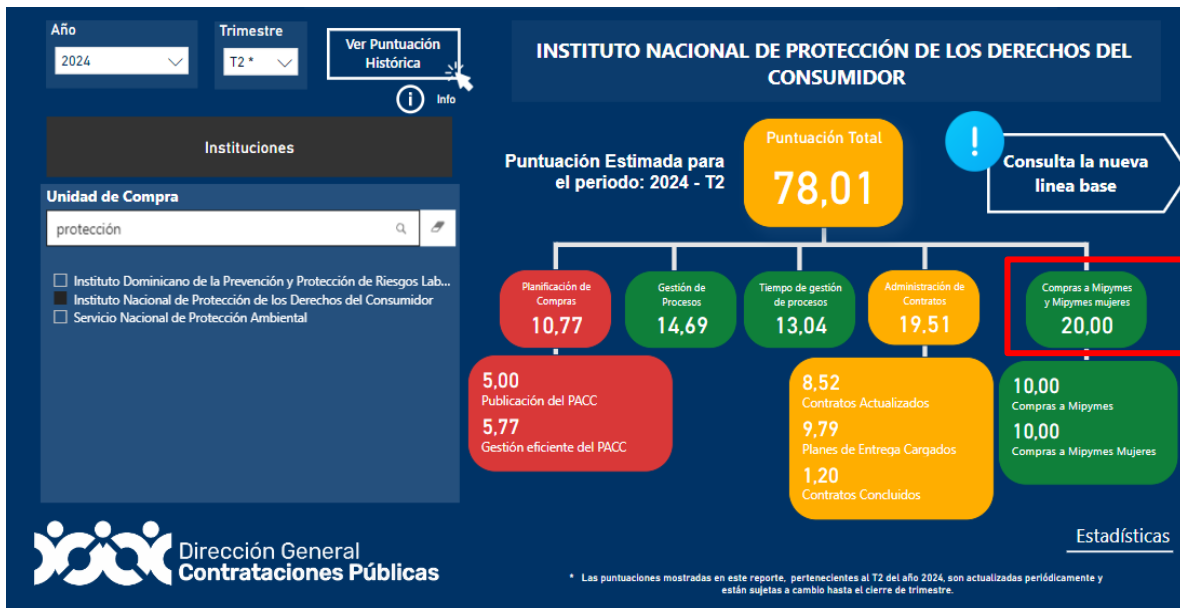 Año
2024
Trimestre
T2 *
Ver Puntuación
Histórica
Info
Instituciones
Unidad de Compra
protección
Instituto Dominicano de la Prevención y Protección de Riesgos Lab...
Instituto Nacional de Protección de los Derechos del Consumidor
Servicio Nacional de Protección Ambiental
INSTITUTO NACIONAL DE PROTECCIÓN DE LOS DERECHOS DEL
CONSUMIDOR
Puntuación Estimada para
el periodo: 2024 - T2
Puntuación Total
78,01
!
Consulta la nueva
linea base
Planificación de
Compras
10,77
Gestión de
Procesos
14,69
Tiempo de gestión
de procesos
13,04
Administración de
Contratos
19,51
Compras a Mipymes
y Mipymes mujeres
20,00
5,00
Publicación del PACC
5,77
Gestión eficiente del PACC
8,52
Contratos Actualizados
9,79
Planes de Entrega Cargados
1,20
Contratos Concluidos
10,00
Compras a Mipymes
10,00
Compras a Mipymes Mujeres
Estadísticas
Dirección General
Contrataciones Públicas
* Las puntuaciones mostradas en este reporte, pertenecientes al T2 del año 2024, son actualizadas periódicamente y
están sujetas a cambio hasta el cierre de trimestre.